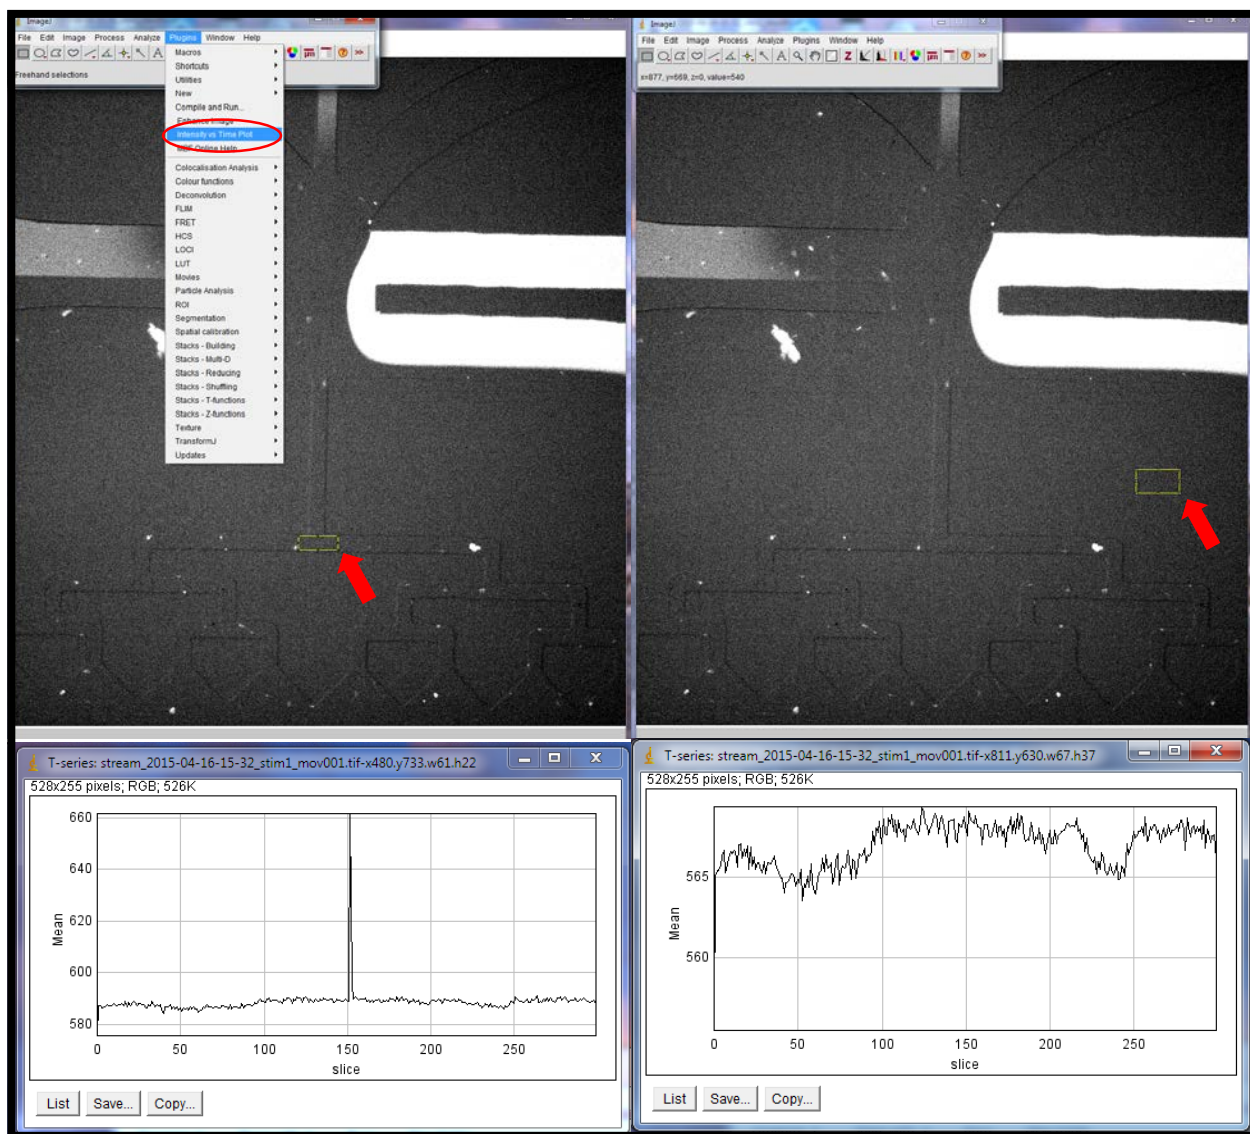 ImageJ
File Edit Image Process Analyze Plugins Window Help
Freehand selections
Macros
Shortcuts
Utilities
New
Compile and Run...
Enhance Image
Intensity vs Time Plot
MBF Online Help
Colocalisation Analysis
Colour functions
Deconvolution
FLIM
FRET
HCS
LOCI
LUT
Movies
Particle Analysis
ROI
Segmentation
Spatial calibration
Stacks - Building
Stacks - Multi-D
Stacks - Reducing
Stacks - Shuffling
Stacks - T-functions
Stacks - Z-functions
Texture
TransformJ
Updates
ImageJ
File Edit Image Process Analyze Plugins Window Help
x=877, y=669, z=0, value=540
T-series: stream_2015-04-16-15-32_stim1_mov001.tif-x480.y733.w61.h22
528x255 pixels; RGB; 526K
660
640
620
600
580
Mean
0 50 100 150 200 250
slice
List Save... Copy...
T-series: stream_2015-04-16-15-32_stim1_mov001.tif-x811.y630.w67.h37
528x255 pixels; RGB; 526K
565
560
Mean
0 50 100 150 200 250
slice
List Save... Copy...